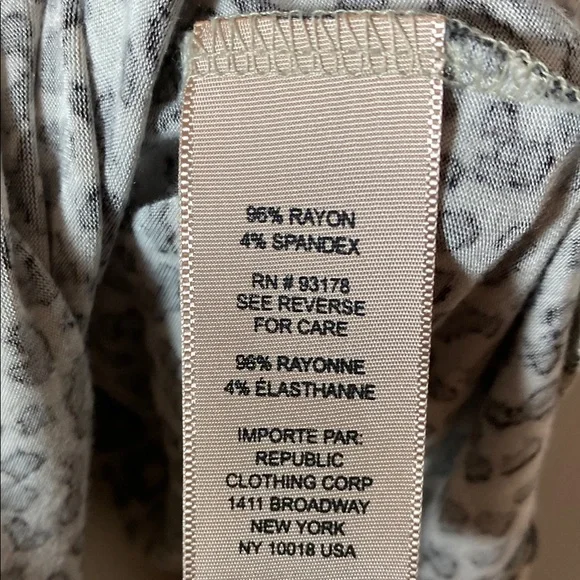 96% RAYON
4% SPANDEX
RN # 93178
SEE REVERSE
FOR CARE
96% RAYONNE
4% ÉLASTHANNE
IMPORTE PAR:
REPUBLIC
CLOTHING CORP
1411 BROADWAY
NEW YORK
NY 10018 USA